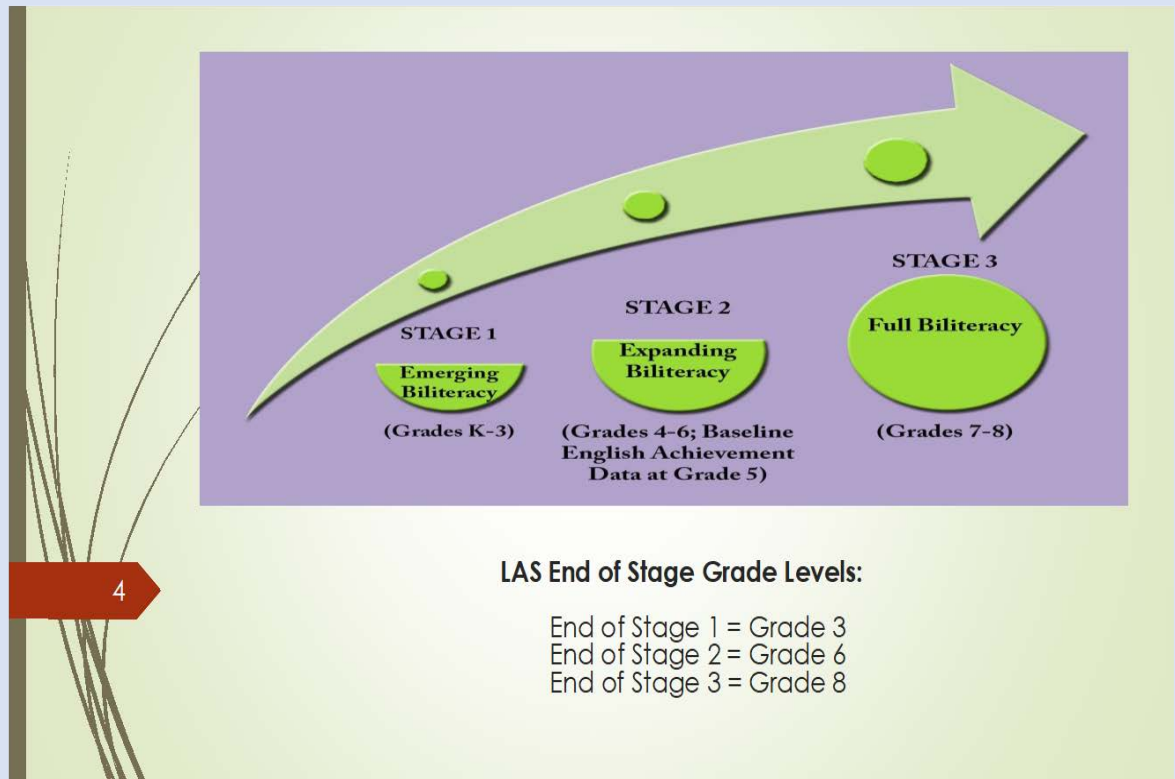 STAGE 1
Emerging
Biliteracy
(Grades K-3)
STAGE 2
Expanding
Biliteracy
(Grades 4-6; Baseline
English Achievement
Data at Grade 5)
STAGE 3
Full Biliteracy
(Grades 7-8)
4
LAS End of Stage Grade Levels:
End of Stage 1 = Grade 3
End of Stage 2 = Grade 6
End of Stage 3 = Grade 8